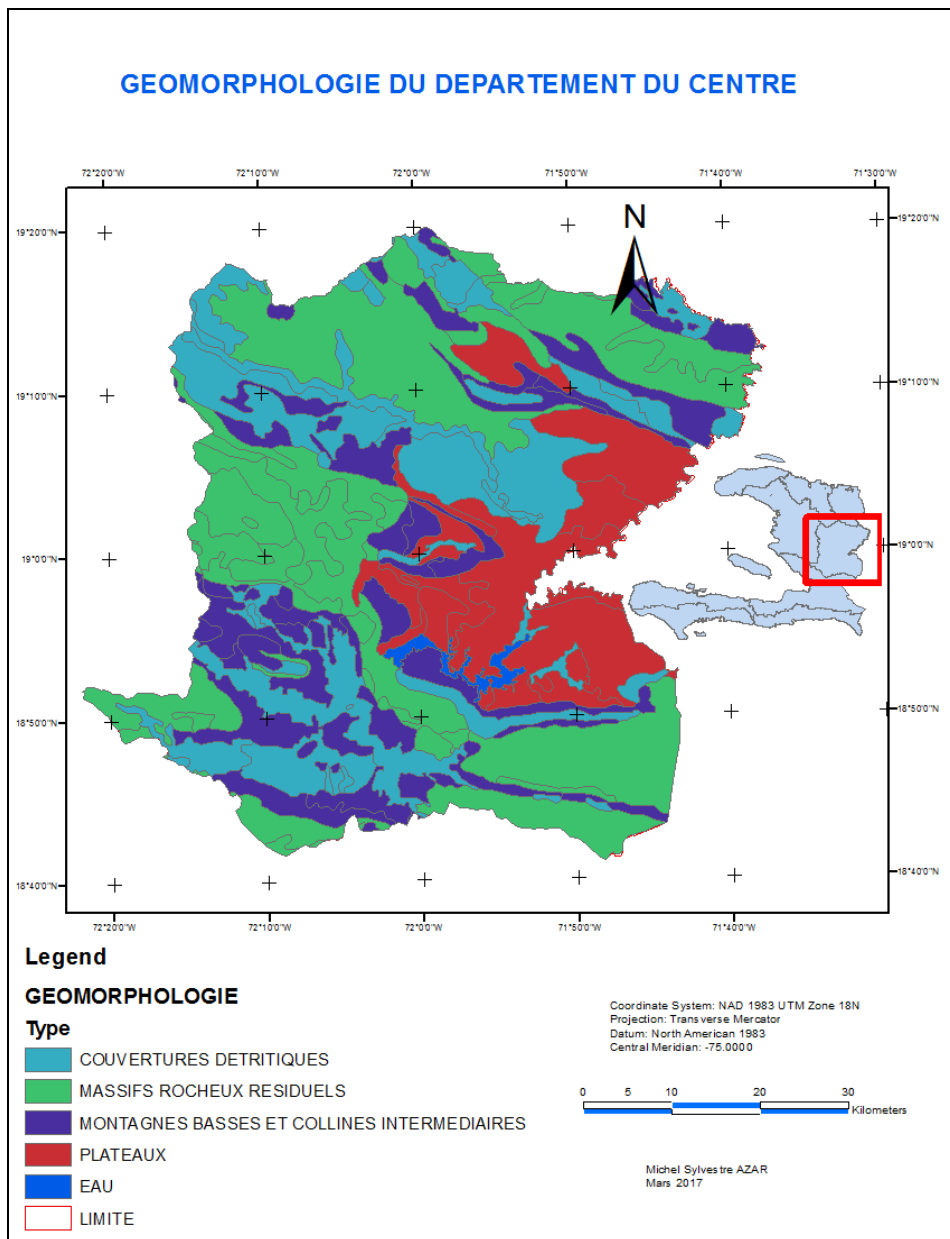 GEOMORPHOLOGIE DU DEPARTEMENT DU CENTRE
72°20'0"W 72°10'0"W 72°0'0"W 71°50'0"W 71°40'0"W 71°30'0"W
N
19°20'0"N 19°20'0"N
19°10'0"N 19°10'0"N
19°0'0"N 19°0'0"N
18°50'0"N 18°50'0"N
18°40'0"N 18°40'0"N
72°20'0"W 72°10'0"W 72°0'0"W 71°50'0"W 71°40'0"W
Legend
GEOMORPHOLOGIE
Type
COUVERTURES DETRITIQUES
MASSIFS ROCHEUX RESIDUELS
MONTAGNES BASSES ET COLLINES INTERMEDIAIRES
PLATEAUX
EAU
LIMITE
Coordinate System: NAD 1983 UTM Zone 18N
Projection: Transverse Mercator
Datum: North American 1983
Central Meridian: -75.0000
0 5 10 20 30
Kilometers
Michel Sylvestre AZAR
Mars 2017